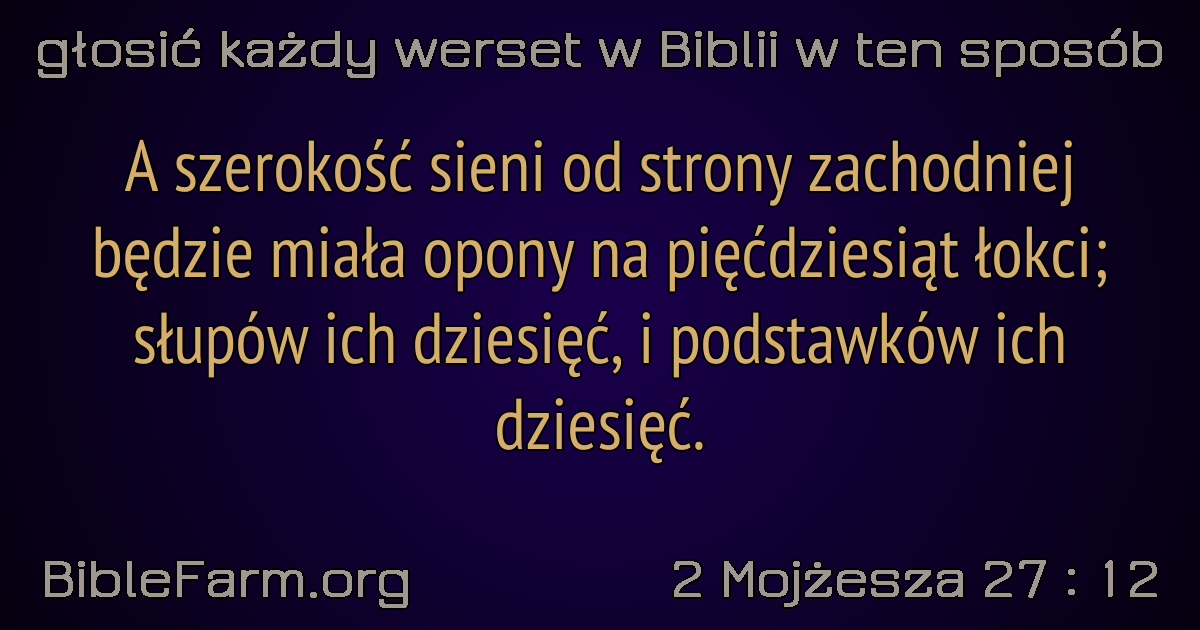 głosić każdy werset w Biblii w ten sposób
A szerokość sieni od strony zachodniej
będzie miała opony na pięćdziesiąt łokci;
słupów ich dziesięć, i podstawków ich
dziesięć.
BibleFarm.org
2 Mojżesza 27 : 12